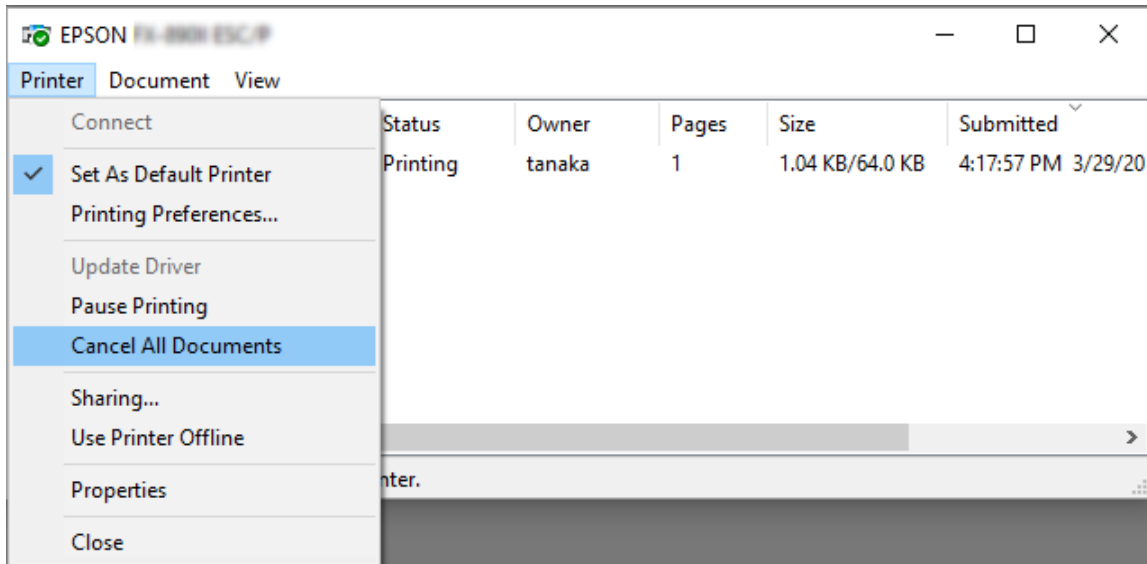 EPSON
Printer Document View
Connect
Set As Default Printer
Printing Preferences...
Update Driver
Pause Printing
Cancel All Documents
Sharing...
Use Printer Offline
Properties
Close
Status Owner Pages Size Submitted
Printing tanaka 1 1.04 KB/64.0 KB 4:17:57 PM 3/29/20
nter.